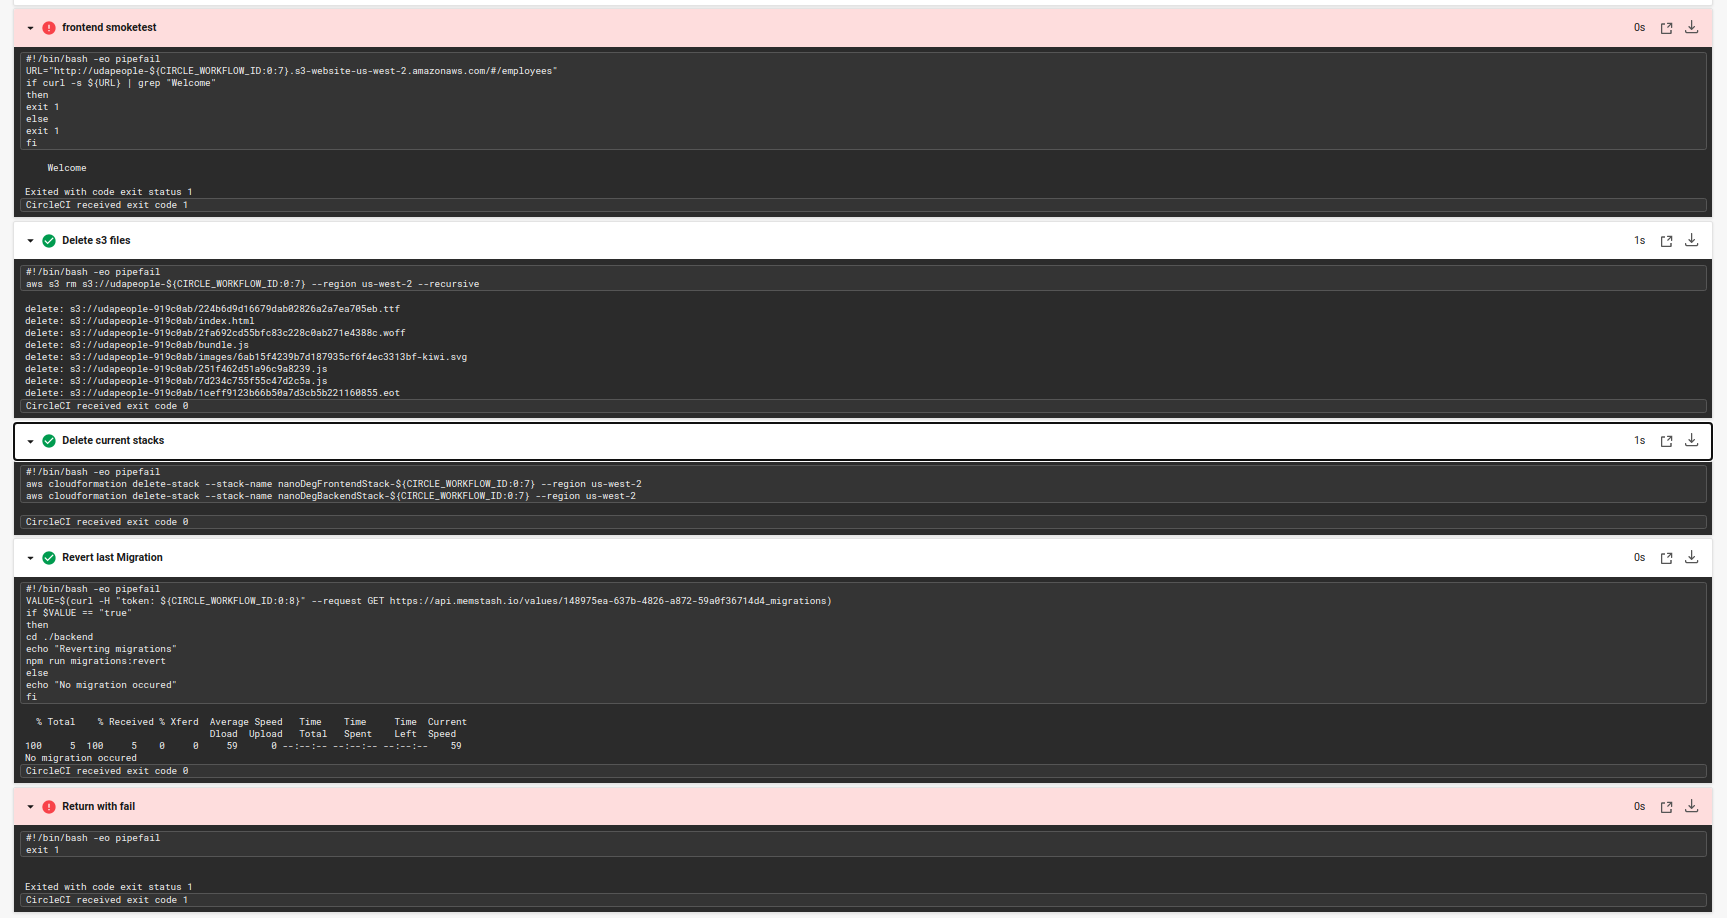 frontend smoketest 0s
#!/bin/bash -eo pipefail
URL="http://udapeople-${CIRCLE_WORKFLOW_ID:0:7}.s3-website-us-west-2.amazonaws.com/#/employees"
if curl -s ${URL} | grep "Welcome"
then
exit 1
else
exit 1
fi
Welcome
Exited with code exit status 1
CircleCI received exit code 1
Delete s3 files 1s
#!/bin/bash -eo pipefail
aws s3 rm s3://udapeople-${CIRCLE_WORKFLOW_ID:0:7} --region us-west-2 --recursive
delete: s3://udapeople-919c0ab/224b6d9d16679dab02826a2a7ea705eb.ttf
delete: s3://udapeople-919c0ab/index.html
delete: s3://udapeople-919c0ab/2fa692cd55bfc83c228c0ab271e4388c.woff
delete: s3://udapeople-919c0ab/bundle.js
delete: s3://udapeople-919c0ab/images/6ab15f4239b7d187935cf6f4ec3313bf-kiwi.svg
delete: s3://udapeople-919c0ab/251f462d51a96c9a8239.js
delete: s3://udapeople-919c0ab/7d234c755f55c47d2c5a.js
delete: s3://udapeople-919c0ab/1ceff9123b66b50a7d3cb5b221160855.eot
CircleCI received exit code 0
Delete current stacks 1s
#!/bin/bash -eo pipefail
aws cloudformation delete-stack --stack-name nanoDegFrontendStack-${CIRCLE_WORKFLOW_ID:0:7} --region us-west-2
aws cloudformation delete-stack --stack-name nanoDegBackendStack-${CIRCLE_WORKFLOW_ID:0:7} --region us-west-2
CircleCI received exit code 0
Revert last Migration 0s
#!/bin/bash -eo pipefail
VALUE=$(curl -H "token: ${CIRCLE_WORKFLOW_ID:0:8}" --request GET https://api.memstash.io/values/148975ea-637b-4826-a872-59a0f36714d4_migrations)
if $VALUE == "true"
then
cd ./backend
echo "Reverting migrations"
npm run migrations:revert
else
echo "No migration occured"
fi
% Total % Received % Xferd Average Speed Time Time Time Current
Dload Upload Total Spent Left Speed
100 5 100 5 0 0 59 0 --:--:-- --:--:-- --:--:-- 59
No migration occured
CircleCI received exit code 0
Return with fail 0s
#!/bin/bash -eo pipefail
exit 1
Exited with code exit status 1
CircleCI received exit code 1